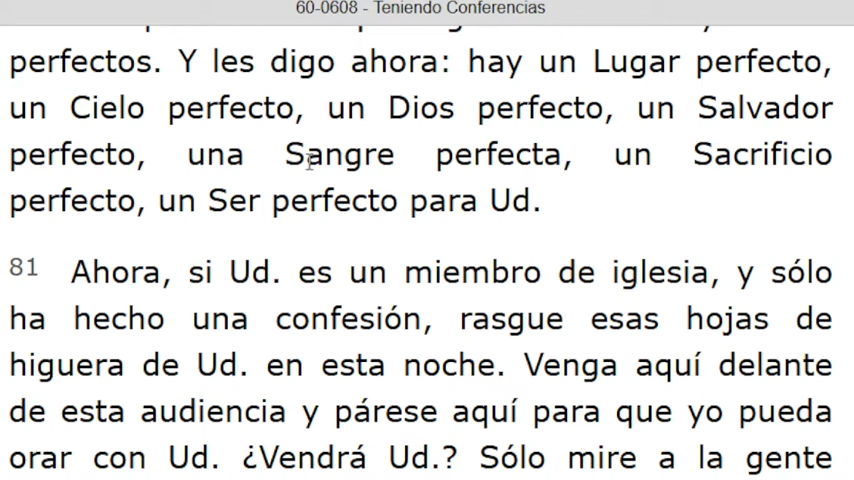 60-0608 - Teniendo Conferencias
perfectos. Y les digo ahora: hay un Lugar perfecto,
un Cielo perfecto, un Dios perfecto, un Salvador
perfecto, una Sangre perfecta, un Sacrificio
perfecto, un Ser perfecto para Ud.
81 Ahora, si Ud. es un miembro de iglesia, y sólo
ha hecho una confesión, rasgue esas hojas de
higuera de Ud. en esta noche. Venga aquí delante
de esta audiencia y párese aquí para que yo pueda
orar con Ud. ¿Vendrá Ud.? Sólo mire a la gente